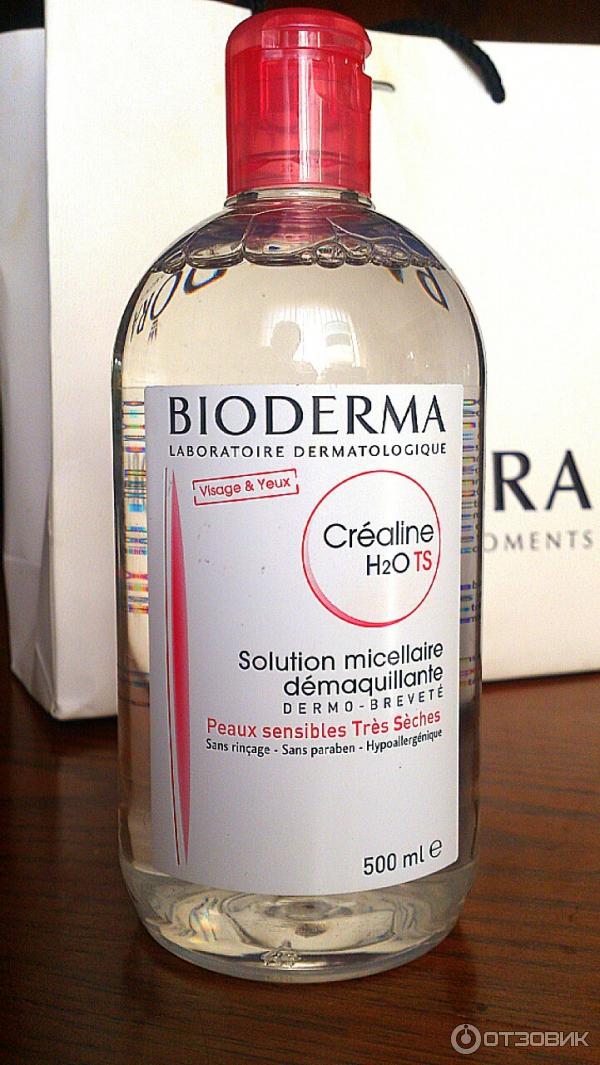 BIODERMA
LABORATOIRE DERMATOLOGIQUE
Visage & Yeux
Créaline
H2O TS
Solution micellaire
démaquillante
DERMO-BREVETÉ
Peaux sensibles Très Sèches
Sans rinçage - Sans paraben - Hypoallergénique
500 ml e
RA
OMENTS
ОТЗОВИК